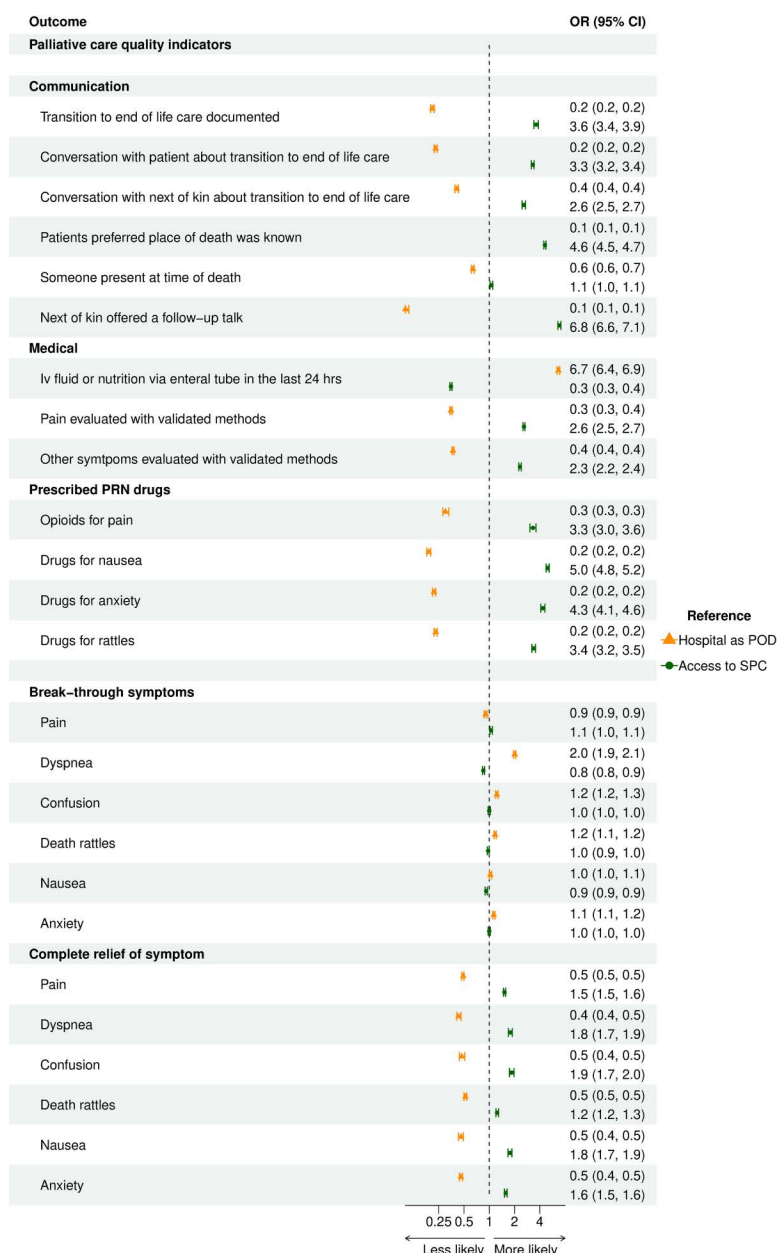 Outcome OR (95% CI)
Palliative care quality indicators
Communication
Transition to end of life care documented
0.2 (0.2, 0.2)
3.6 (3.4, 3.9)
Conversation with patient about transition to end of life care
0.2 (0.2, 0.2)
3.3 (3.2, 3.4)
Conversation with next of kin about transition to end of life care
0.4 (0.4, 0.4)
2.6 (2.5, 2.7)
Patients preferred place of death was known
0.1 (0.1, 0.1)
4.6 (4.5, 4.7)
Someone present at time of death
0.6 (0.6, 0.7)
1.1 (1.0, 1.1)
Next of kin offered a follow−up talk
0.1 (0.1, 0.1)
6.8 (6.6, 7.1)
Medical
Iv fluid or nutrition via enteral tube in the last 24 hrs
6.7 (6.4, 6.9)
0.3 (0.3, 0.4)
Pain evaluated with validated methods
0.3 (0.3, 0.4)
2.6 (2.5, 2.7)
Other symtpoms evaluated with validated methods
0.4 (0.4, 0.4)
2.3 (2.2, 2.4)
Prescribed PRN drugs
Opioids for pain
0.3 (0.3, 0.3)
3.3 (3.0, 3.6)
Drugs for nausea
0.2 (0.2, 0.2)
5.0 (4.8, 5.2)
Drugs for anxiety
0.2 (0.2, 0.2)
4.3 (4.1, 4.6)
Drugs for rattles
0.2 (0.2, 0.2)
3.4 (3.2, 3.5)
Reference
Hospital as POD
Access to SPC
Break−through symptoms
Pain
0.9 (0.9, 0.9)
1.1 (1.0, 1.1)
Dyspnea
2.0 (1.9, 2.1)
0.8 (0.8, 0.9)
Confusion
1.2 (1.2, 1.3)
1.0 (1.0, 1.0)
Death rattles
1.2 (1.1, 1.2)
1.0 (0.9, 1.0)
Nausea
1.0 (1.0, 1.1)
0.9 (0.9, 0.9)
Anxiety
1.1 (1.1, 1.2)
1.0 (1.0, 1.0)
Complete relief of symptom
Pain
0.5 (0.5, 0.5)
1.5 (1.5, 1.6)
Dyspnea
0.4 (0.4, 0.5)
1.8 (1.7, 1.9)
Confusion
0.5 (0.4, 0.5)
1.9 (1.7, 2.0)
Death rattles
0.5 (0.5, 0.5)
1.2 (1.2, 1.3)
Nausea
0.5 (0.4, 0.5)
1.8 (1.7, 1.9)
Anxiety
0.5 (0.4, 0.5)
1.6 (1.5, 1.6)
0.25 0.5 1 2 4
Less likely More likely